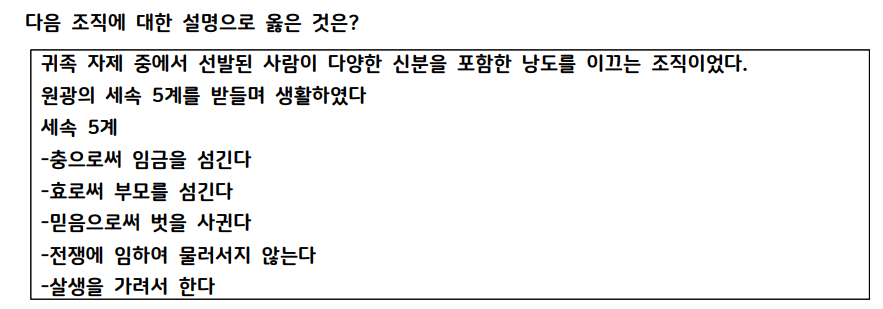 다음 조직에 대한 설명으로 옳은 것은?
귀족 자제 중에서 선발된 사람이 다양한 신분을 포함한 낭도를 이끄는 조직이었다.
원광의 세속 5계를 받들며 생활하였다
세속 5계
-충으로써 임금을 섬긴다
-효로써 부모를 섬긴다
-믿음으로써 벗을 사귄다
-전쟁에 임하여 물러서지 않는다
-살생을 가려서 한다